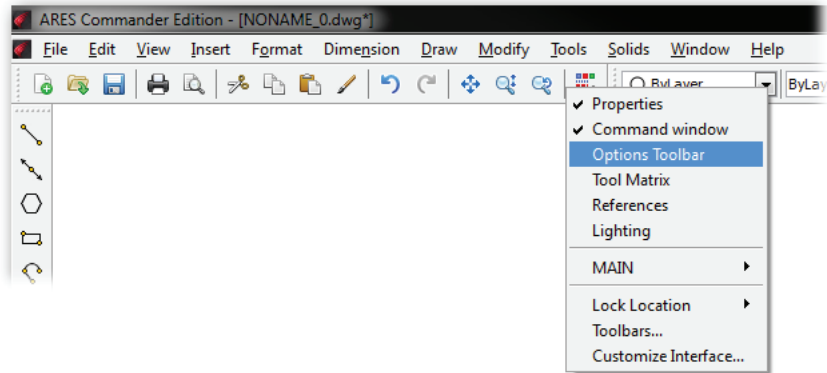 ARES Commander Edition - [NONAME_0.dwg*]
File Edit View Insert Format Dimension Draw Modify Tools Solids Window Help
ByLayer ByLay
Properties
Command window
Options Toolbar
Tool Matrix
References
Lighting
MAIN
Lock Location
Toolbars...
Customize Interface...